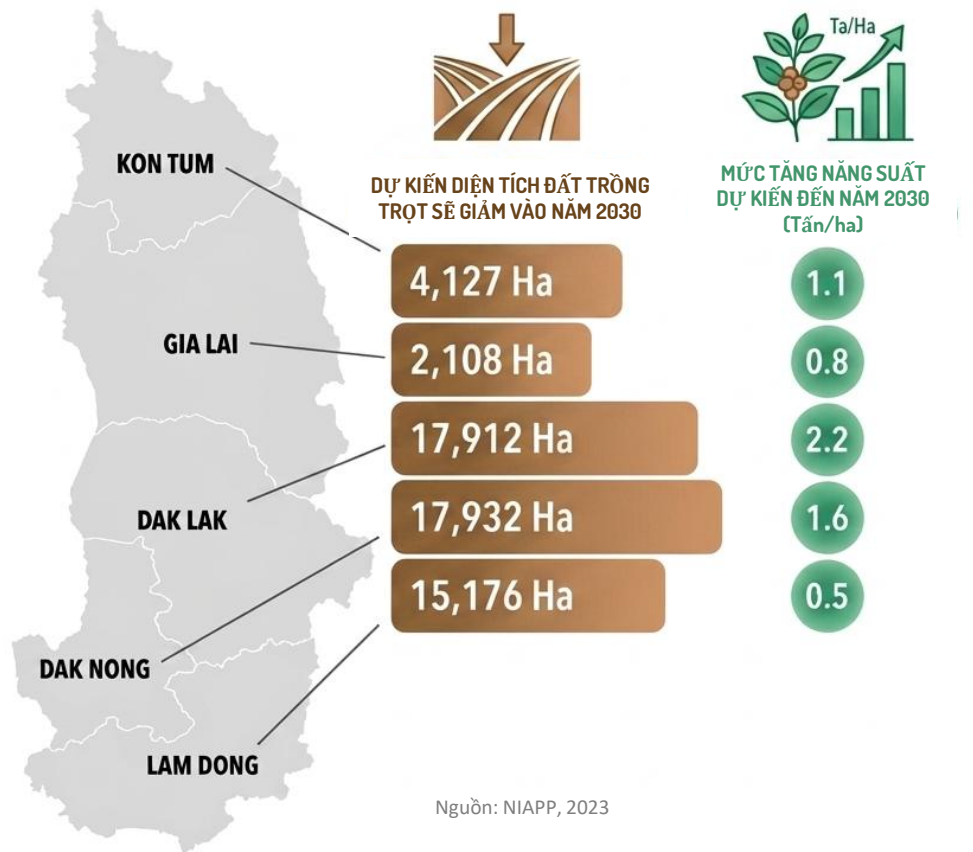 Ta/Ha
DỰ KIẾN DIỆN TÍCH ĐẤT TRỒNG
TRỌT SẼ GIẢM VÀO NĂM 2030
MỨC TĂNG NĂNG SUẤT
DỰ KIẾN ĐẾN NĂM 2030
(Tấn/ha)
KON TUM
4,127 Ha
1.1
GIA LAI
2,108 Ha
0.8
DAK LAK
17,912 Ha
2.2
DAK NONG
17,932 Ha
1.6
LAM DONG
15,176 Ha
0.5
Nguồn: NIAPP, 2023